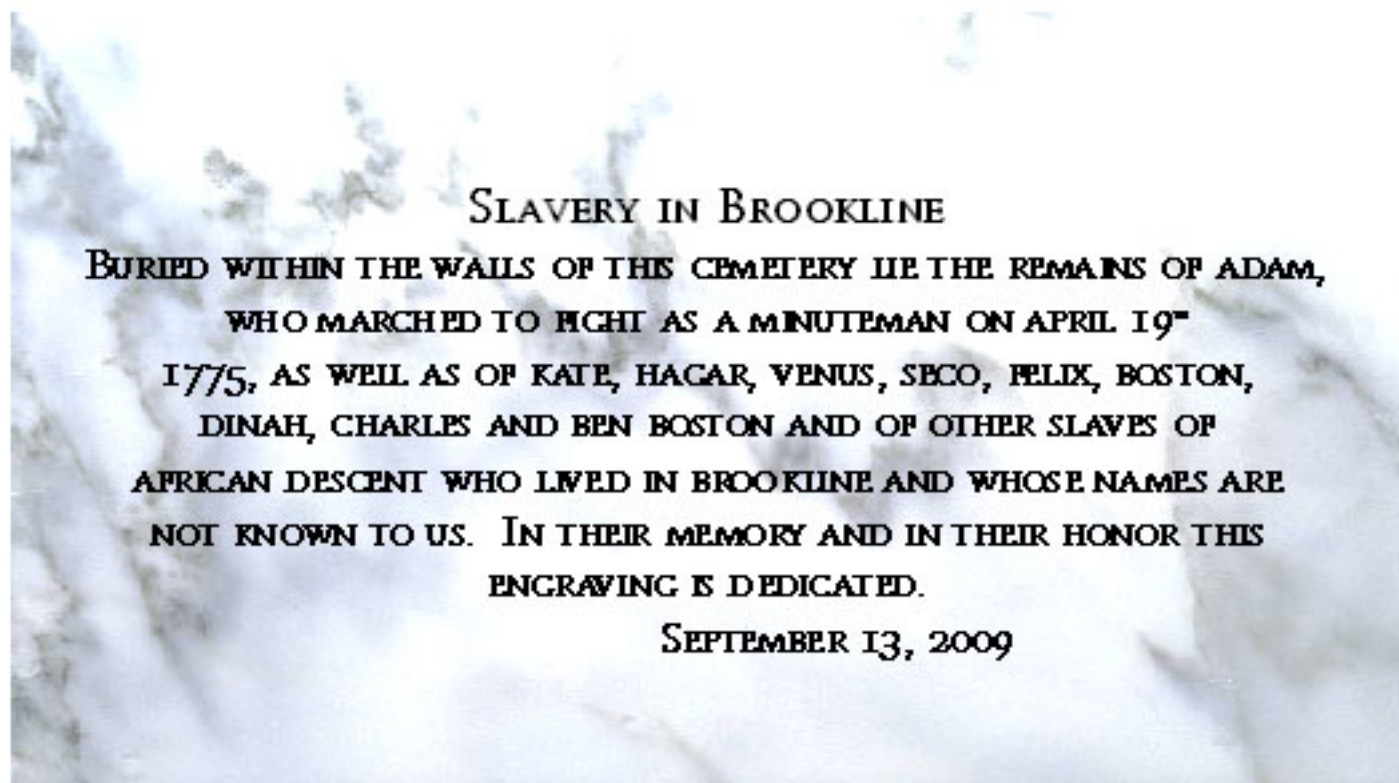 Slavery in Brookline
Buried within the walls of this cemetery lie the remains of Adam,
who marched to fight as a minuteman on April 19th
1775, as well as of Kate, Hagar, Venus, Seco, Felix, Boston,
Dinah, Charles and Ben Boston and of other slaves of
African descent who lived in Brookline and whose names are
not known to us. In their memory and in their honor this
engraving is dedicated.
September 13, 2009